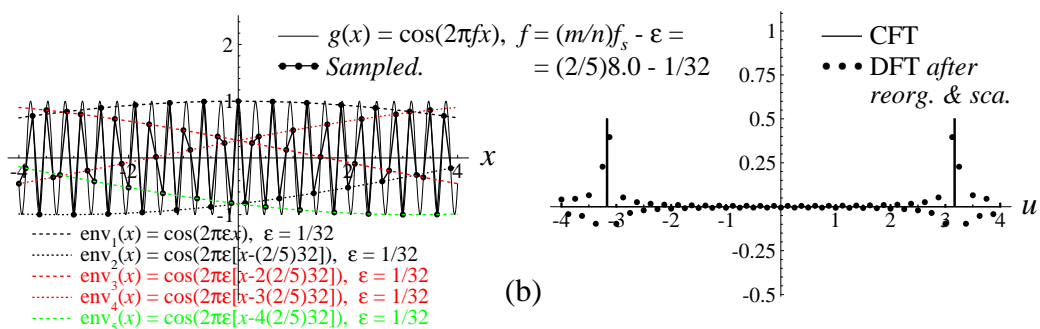 g(x) = cos(2πfx), f = (m/n)f_s - ε =
Sampled. = (2/5)8.0 - 1/32
2
1
-4 -2 2 4 x
-1
env_1(x) = cos(2πεx), ε = 1/32
env_2(x) = cos(2πε[x-(2/5)32]), ε = 1/32
env_3(x) = cos(2πε[x-2(2/5)32]), ε = 1/32
env_4(x) = cos(2πε[x-3(2/5)32]), ε = 1/32
env_5(x) = cos(2πε[x-4(2/5)32]), ε = 1/32
(b)
CFT
DFT after
reorg. & sca.
1
0.75
0.5
0.25
-4 -3 -2 -1 1 2 3 4 u
-0.25
-0.5